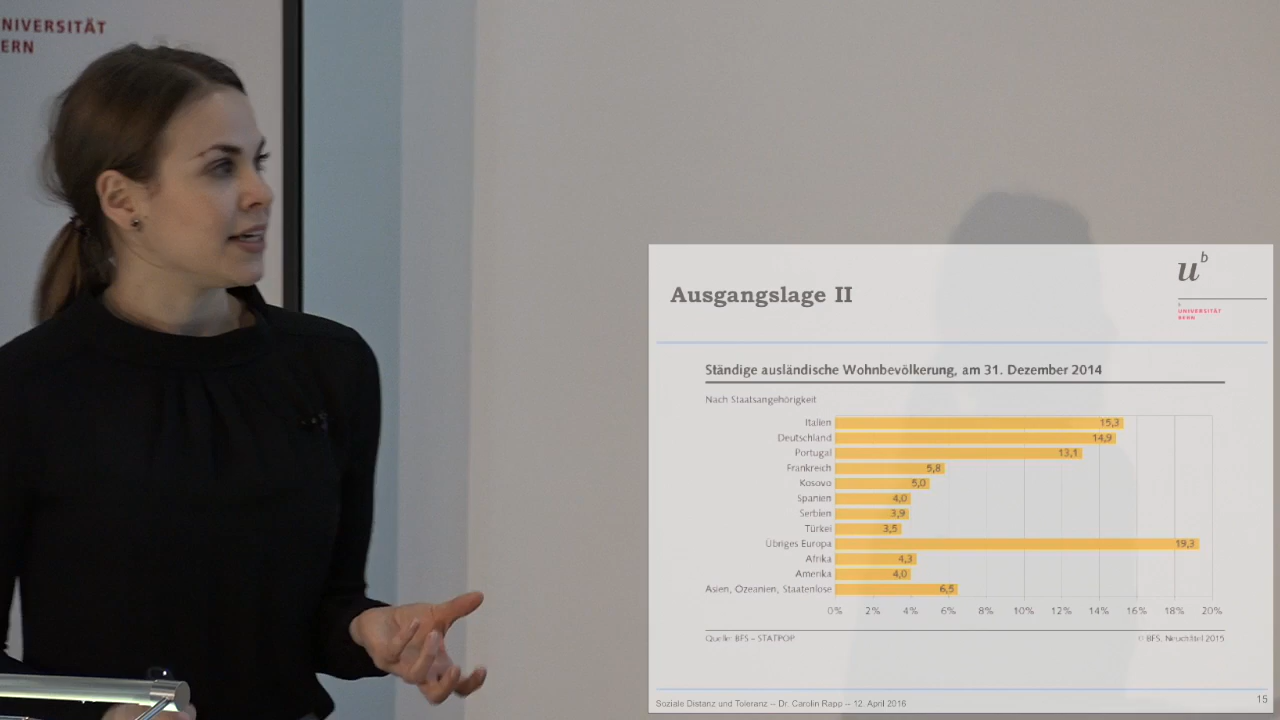 NIVERSITÄT
ERN
u b
Ausgangslage II
b
UNIVERSITÄT
BERN
Ständige ausländische Wohnbevölkerung, am 31. Dezember 2014
Nach Staatsangehörigkeit
Italien 15,3
Deutschland 14,9
Portugal 13,1
Frankreich 5,8
Kosovo 5,0
Spanien 4,0
Serbien 3,9
Türkei 3,5
Übriges Europa 19,3
Afrika 4,3
Amerika 4,0
Asien, Ozeanien, Staatenlose 6,5
0% 2% 4% 6% 8% 10% 12% 14% 16% 18% 20%
Quelle: BFS – STATPOP © BFS, Neuchâtel 2015
Soziale Distanz und Toleranz -- Dr. Carolin Rapp -- 12. April 2016 15